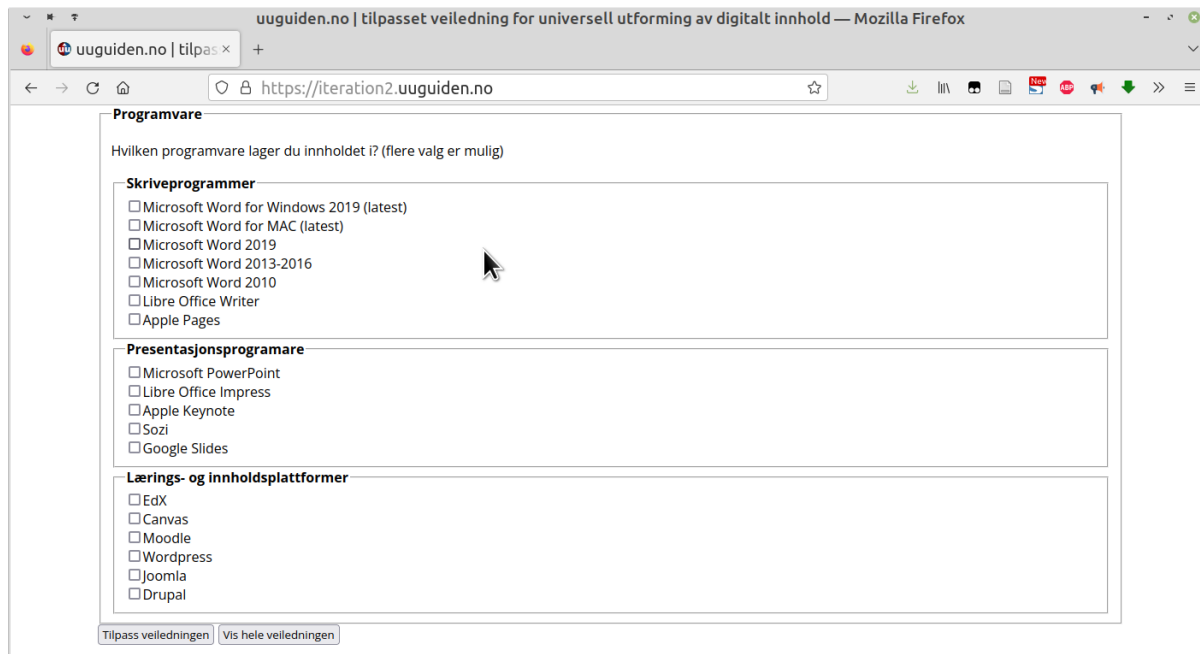 uuguiden.no | tilpasset veiledning for universell utforming av digitalt innhold — Mozilla Firefox
uuguiden.no | tilpas
https://iteration2.uuguiden.no
New
ABP
Programvare
Hvilken programvare lager du innholdet i? (flere valg er mulig)
Skriveprogrammer
Microsoft Word for Windows 2019 (latest)
Microsoft Word for MAC (latest)
Microsoft Word 2019
Microsoft Word 2013-2016
Microsoft Word 2010
Libre Office Writer
Apple Pages
Presentasjonsprogramare
Microsoft PowerPoint
Libre Office Impress
Apple Keynote
Sozi
Google Slides
Lærings- og innholdsplattformer
EdX
Canvas
Moodle
Wordpress
Joomla
Drupal
Tilpass veiledningen Vis hele veiledningen